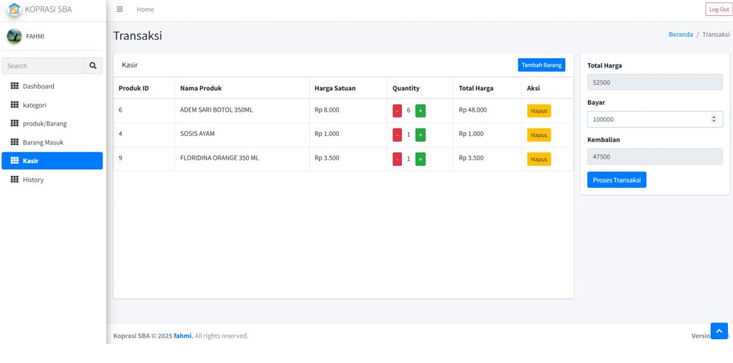 KOPRASI SBA
Home
Log Out
FAHMI
Search
Dashboard
kategori
produk/Barang
Barang Masuk
Kasir
History
Transaksi
Beranda / Transaksi
Kasir
Tambah Barang
Produk ID Nama Produk Harga Satuan Quantity Total Harga Aksi
6 ADEM SARI BOTOL 350ML Rp 8.000 - 6 + Rp 48.000 Hapus
4 SOSIS AYAM Rp 1.000 - 1 + Rp 1.000 Hapus
9 FLORIDINA ORANGE 350 ML Rp 3.500 - 1 + Rp 3.500 Hapus
Total Harga
52500
Bayar
100000
Kembalian
47500
Proses Transaksi
Koprasi SBA © 2025 fahmi. All rights reserved.